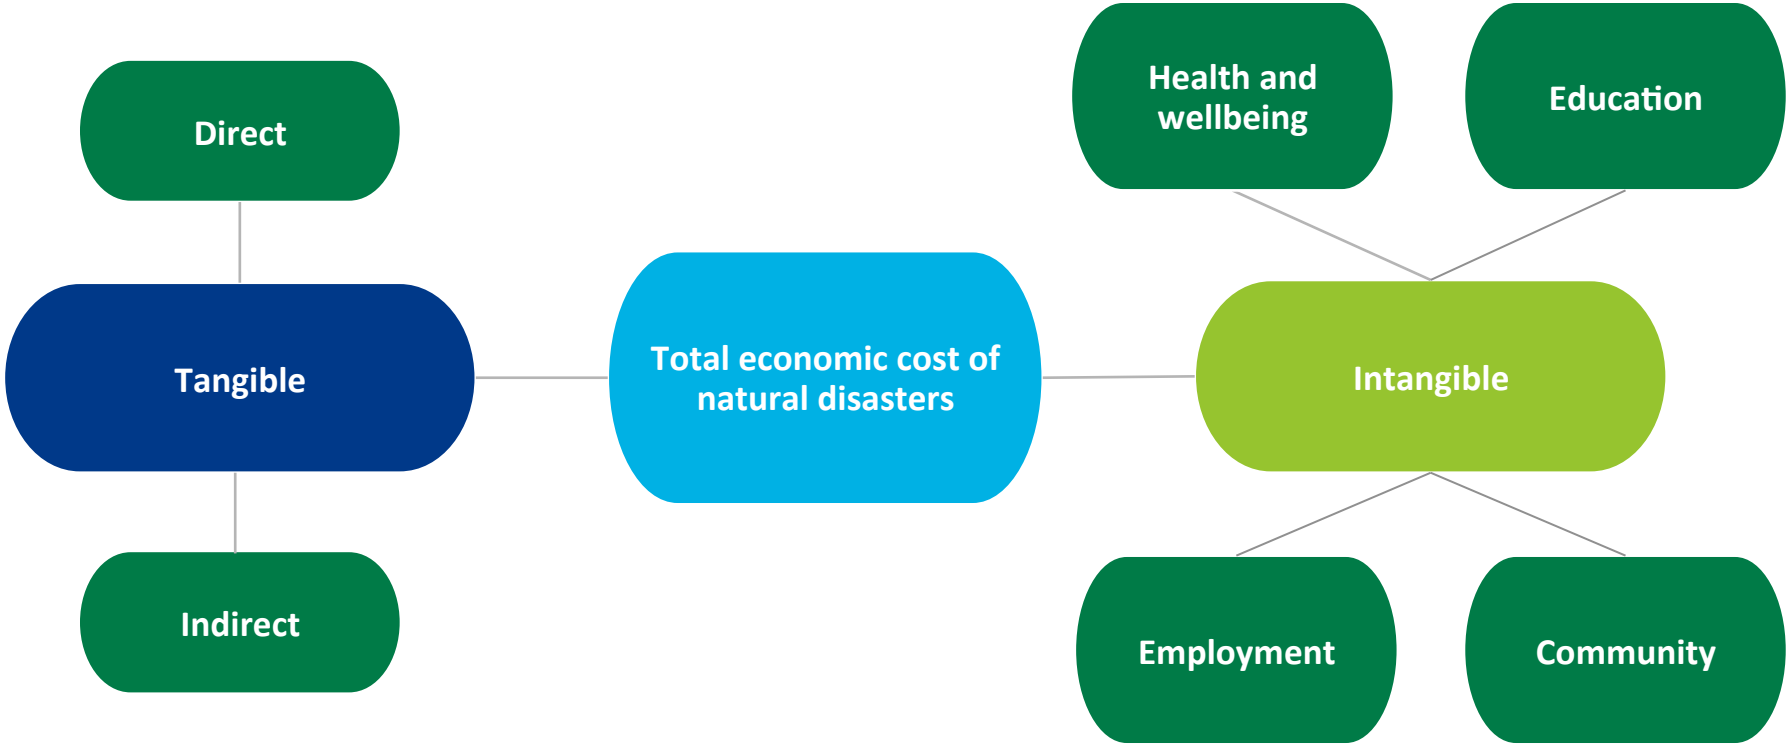 Direct
Tangible
Indirect
Total economic cost of
natural disasters
Health and
wellbeing
Education
Intangible
Employment
Community